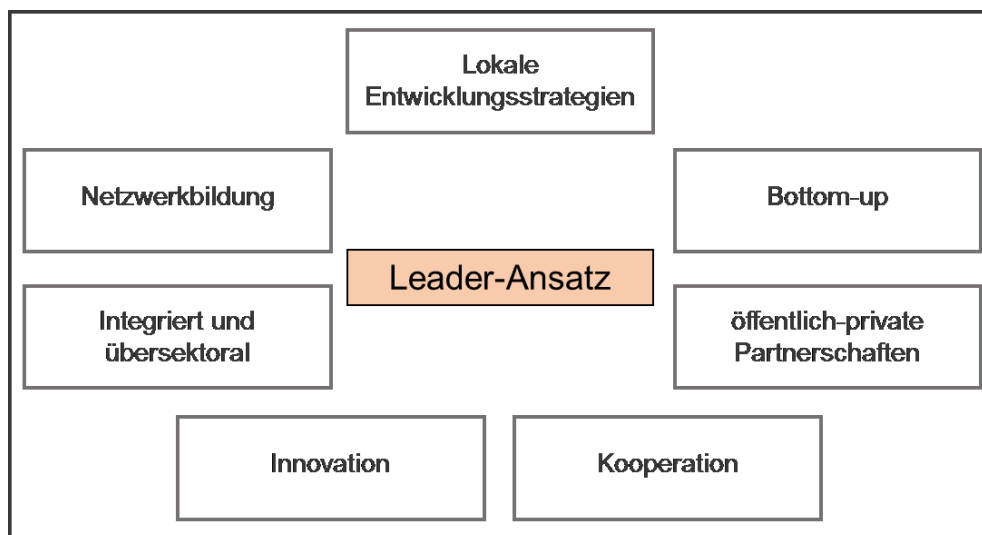 Lokale
Entwicklungsstrategien
Netzwerkbildung
Bottom-up
Leader-Ansatz
Integriert und
übersektoral
öffentlich-private
Partnerschaften
Innovation
Kooperation